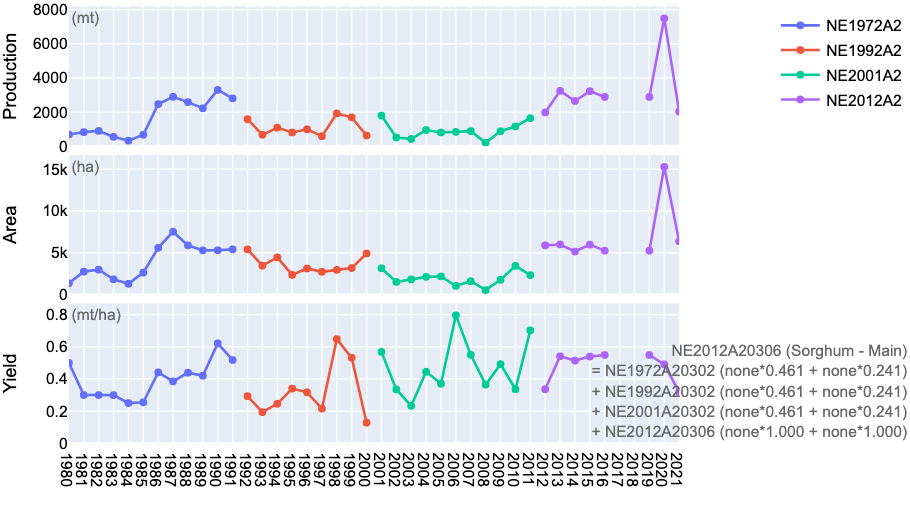 8000
(mt)
6000
4000
2000
0
Production
NE1972A2
NE1992A2
NE2001A2
NE2012A2
15k
(ha)
10k
5k
0
Area
0.8
(mt/ha)
0.6
0.4
0.2
0
Yield
NE2012A20306 (Sorghum - Main)
= NE1972A20302 (none*0.461 + none*0.241)
+ NE1992A20302 (none*0.461 + none*0.241)
+ NE2001A20302 (none*0.461 + none*0.241)
+ NE2012A20306 (none*1.000 + none*1.000)
1980
1981
1982
1983
1984
1985
1986
1987
1988
1989
1990
1991
1992
1993
1994
1995
1996
1997
1998
1999
2000
2001
2002
2003
2004
2005
2006
2007
2008
2009
2010
2011
2012
2013
2014
2015
2016
2017
2018
2019
2020
2021